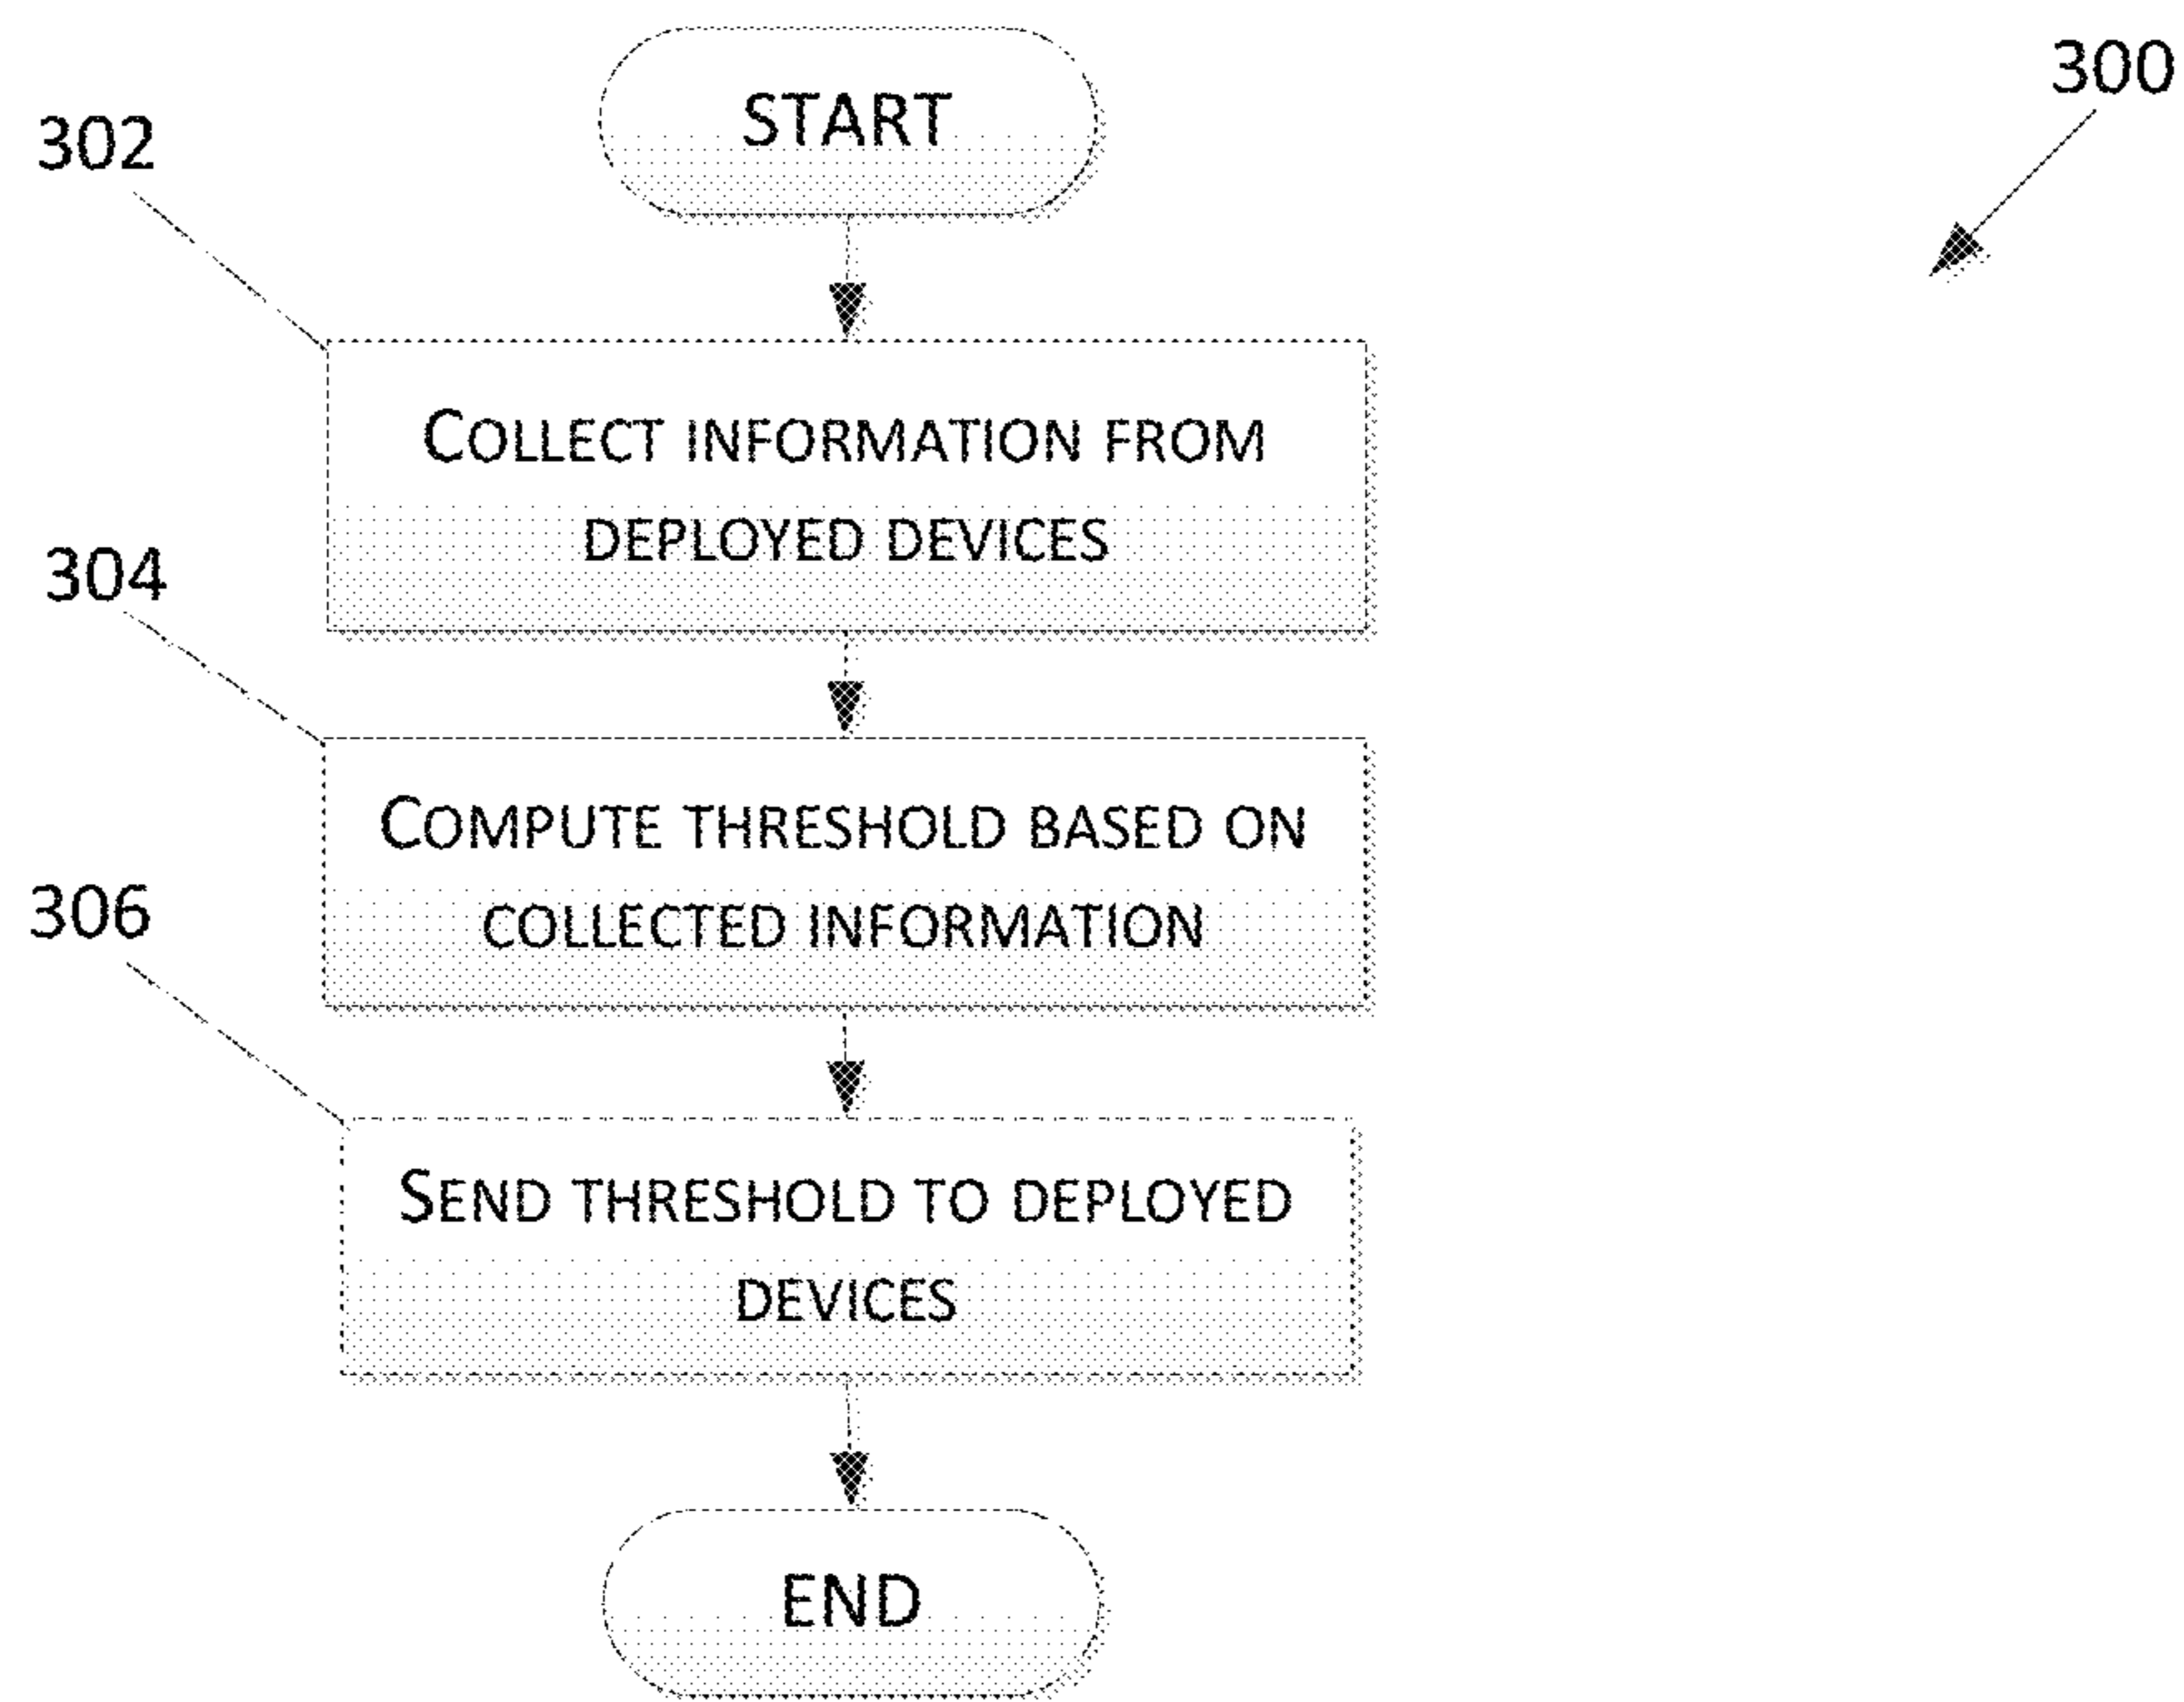 300
START
302
COLLECT INFORMATION FROM
DEPLOYED DEVICES
304
COMPUTE THRESHOLD BASED ON
COLLECTED INFORMATION
306
SEND THRESHOLD TO DEPLOYED
DEVICES
END